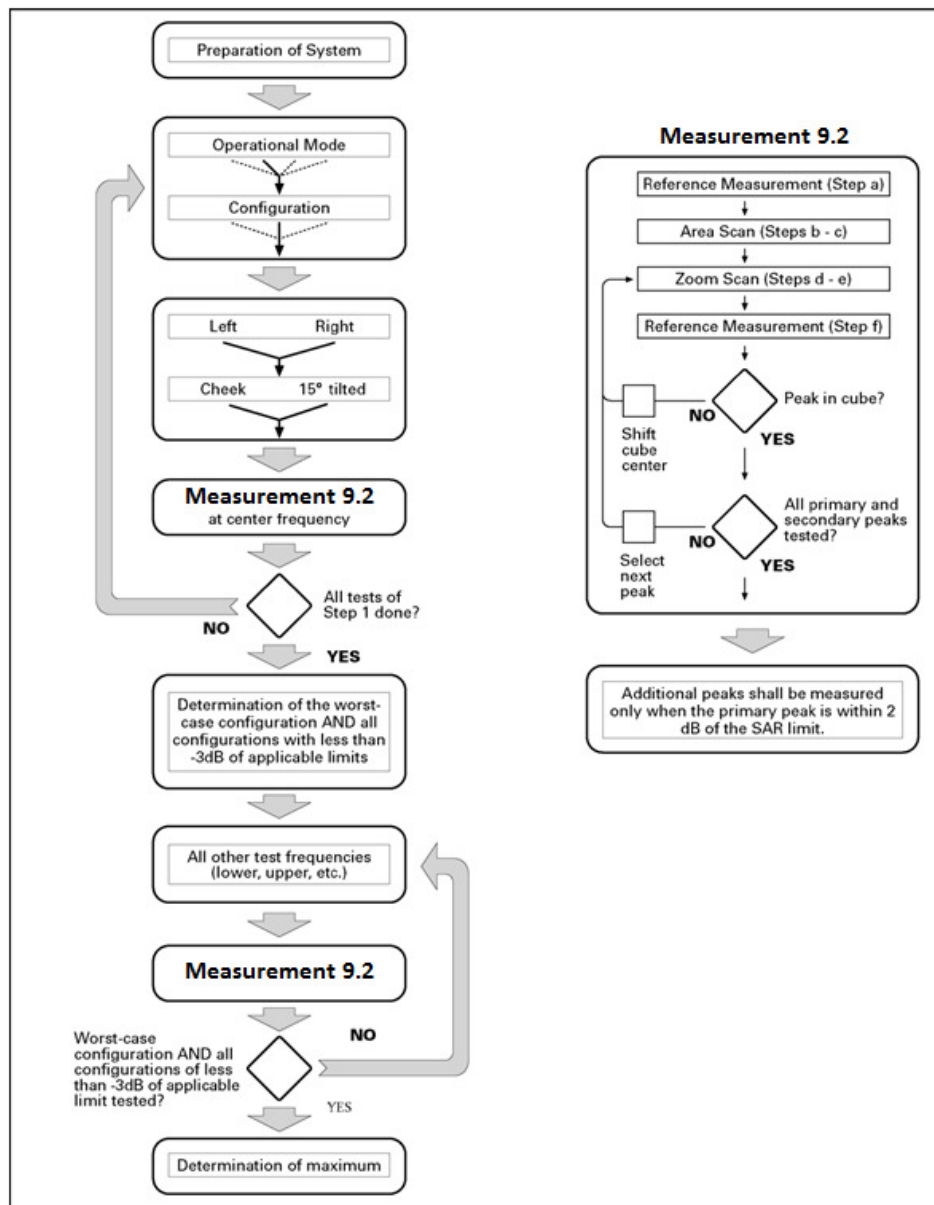 Preparation of System
Operational Mode
Configuration
Left Right
Cheek 15° tilted
Measurement 9.2
at center frequency
All tests of
Step 1 done?
NO
YES
Determination of the worst-
case configuration AND all
configurations with less than
-3dB of applicable limits
All other test frequencies
(lower, upper, etc.)
Measurement 9.2
Worst-case
configuration AND all
configurations of less
than -3dB of applicable
limit tested?
NO
YES
Determination of maximum
Measurement 9.2
Reference Measurement (Step a)
Area Scan (Steps b - c)
Zoom Scan (Steps d - e)
Reference Measurement (Step f)
Peak in cube?
NO
YES
Shift
cube
center
All primary and
secondary peaks
tested?
NO
YES
Select
next
peak
Additional peaks shall be measured
only when the primary peak is within 2
dB of the SAR limit.